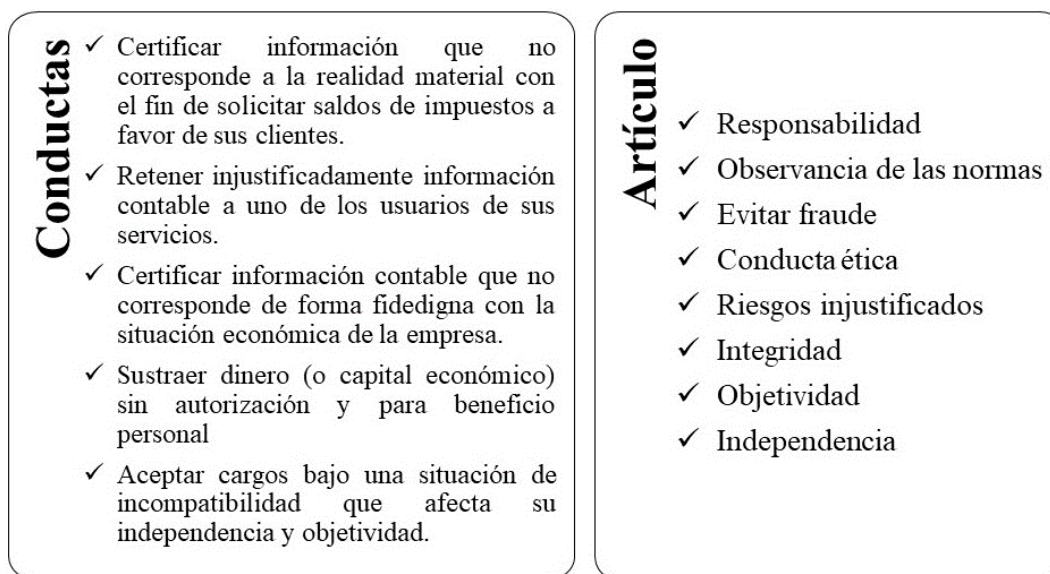 Conductas
✓ Certificar información que no
corresponde a la realidad material con
el fin de solicitar saldos de impuestos a
favor de sus clientes.
✓ Retener injustificadamente información
contable a uno de los usuarios de sus
servicios.
✓ Certificar información contable que no
corresponde de forma fidedigna con la
situación económica de la empresa.
✓ Sustraer dinero (o capital económico)
sin autorización y para beneficio
personal
✓ Aceptar cargos bajo una situación de
incompatibilidad que afecta su
independencia y objetividad.
Artículo
✓ Responsabilidad
✓ Observancia de las normas
✓ Evitar fraude
✓ Conducta ética
✓ Riesgos injustificados
✓ Integridad
✓ Objetividad
✓ Independencia